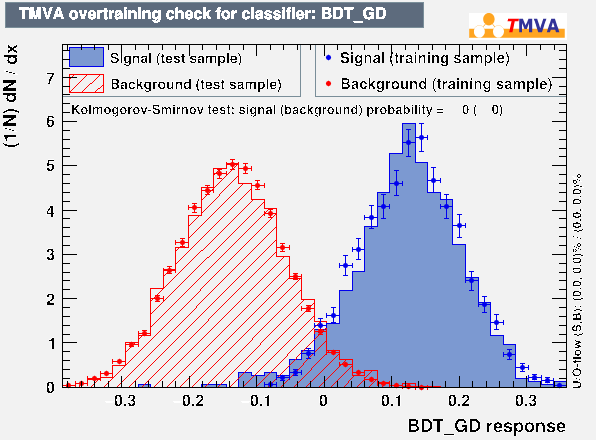 TMVA overtraining check for classifier: BDT_GD
TMVA
Signal (test sample)
Background (test sample)
Signal (training sample)
Background (training sample)
Kolmogorov-Smirnov test: signal (background) probability = 0 ( 0)
(1/N) dN / dx
7
6
5
4
3
2
1
0
-0.3
-0.2
-0.1
0
0.1
0.2
0.3
BDT_GD response
U/O-flow (S,B): (0.0, 0.0)% / (0.0, 0.0)%